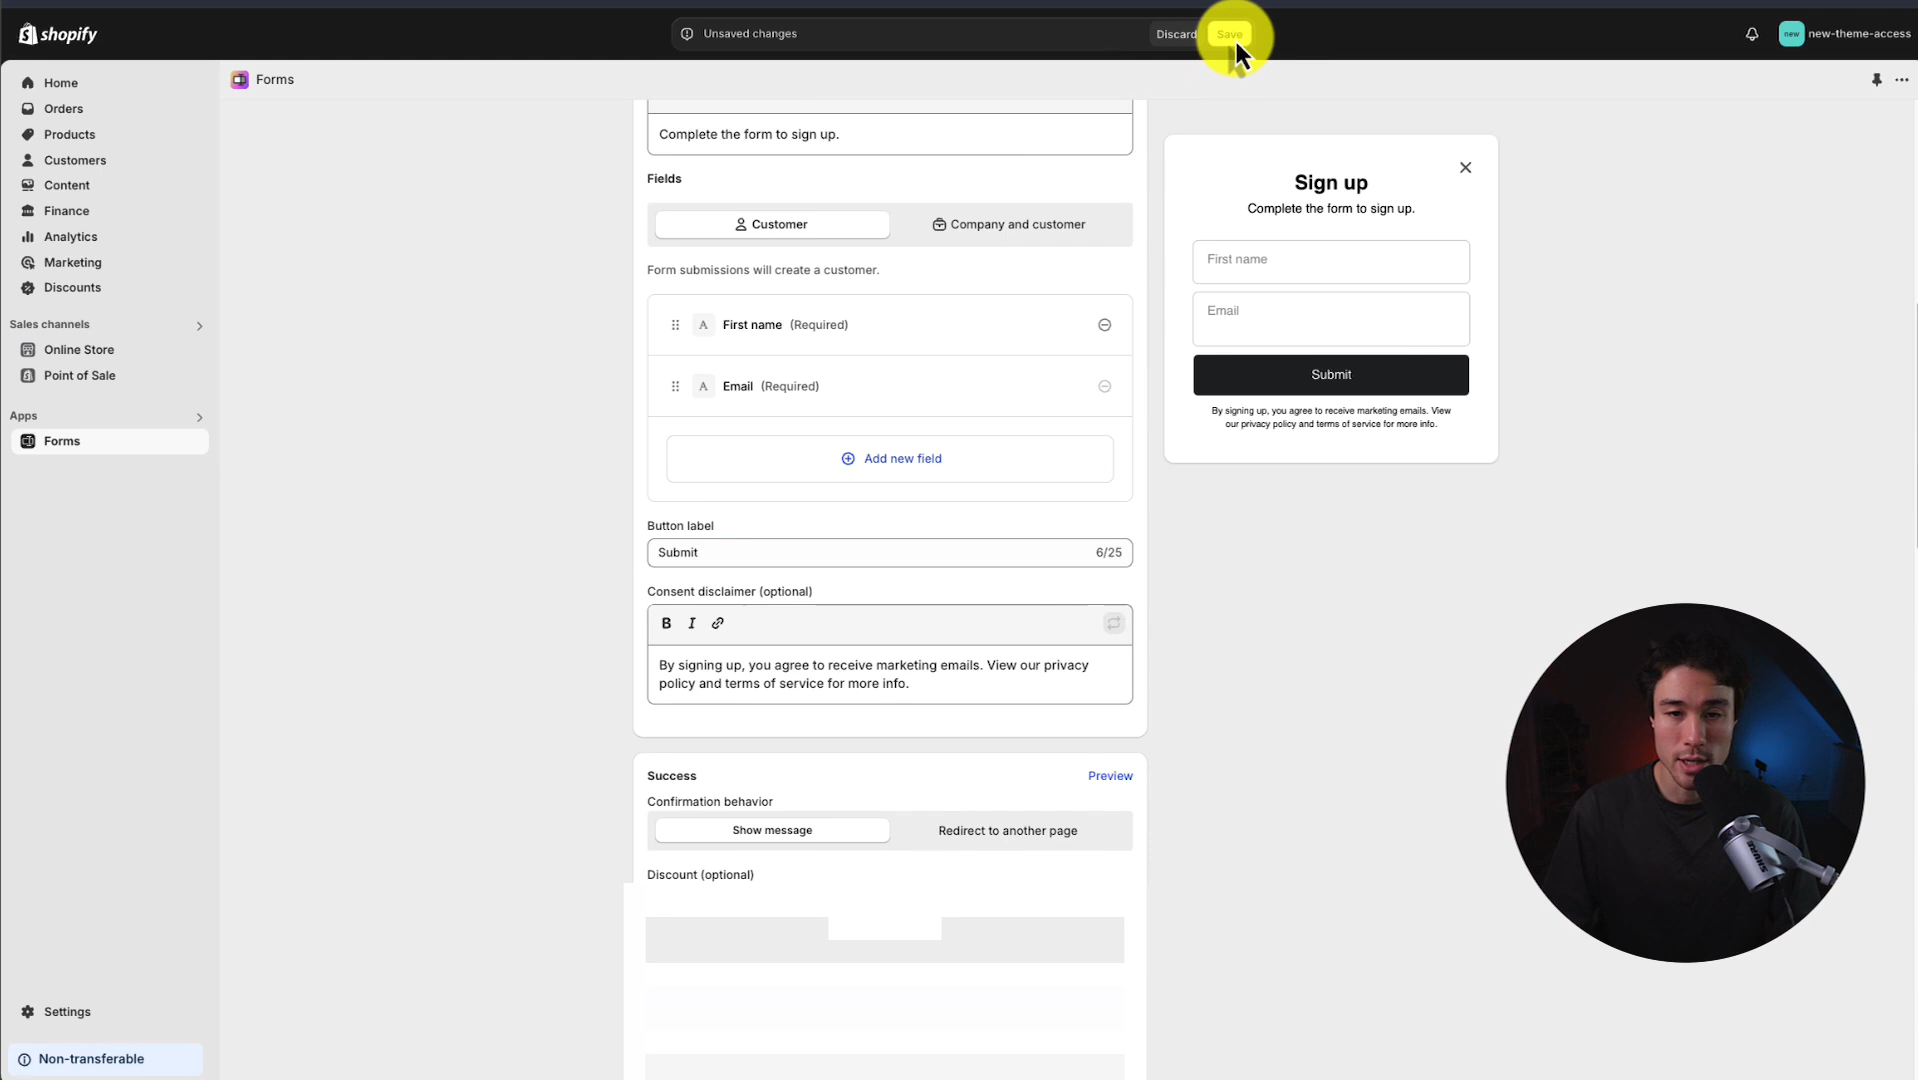 shopify
Unsaved changes
Discard
Save
new
new-theme-access
Home
Orders
Products
Customers
Content
Finance
Analytics
Marketing
Discounts
Sales channels
Online Store
Point of Sale
Apps
Forms
Settings
Non-transferable
Forms
Complete the form to sign up.
Fields
Customer
Company and customer
Form submissions will create a customer.
A First name (Required)
A Email (Required)
Add new field
Button label
Submit 6/25
Consent disclaimer (optional)
B I
By signing up, you agree to receive marketing emails. View our privacy
policy and terms of service for more info.
Success
Preview
Confirmation behavior
Show message
Redirect to another page
Discount (optional)
Sign up
Complete the form to sign up.
First name
Email
Submit
By signing up, you agree to receive marketing emails. View
our privacy policy and terms of service for more info.
SHURE